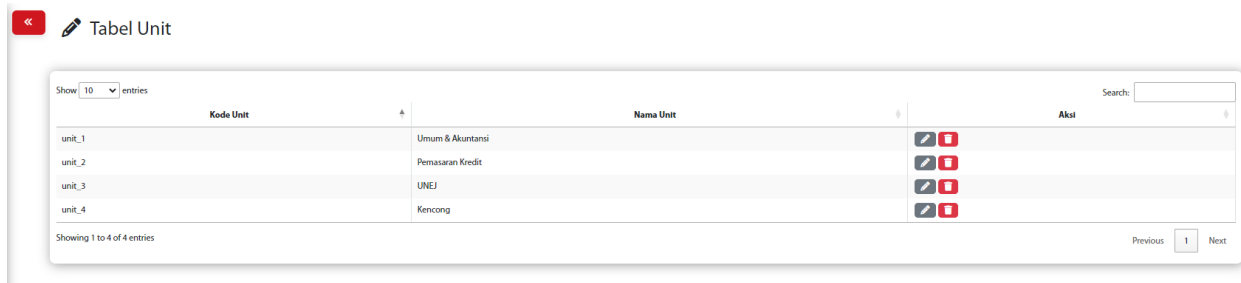 Tabel Unit
Show 10 entries Search:
Kode Unit Nama Unit Aksi
unit_1 Umum & Akuntansi
unit_2 Pemasaran Kredit
unit_3 UNEJ
unit_4 Kencong
Showing 1 to 4 of 4 entries Previous 1 Next